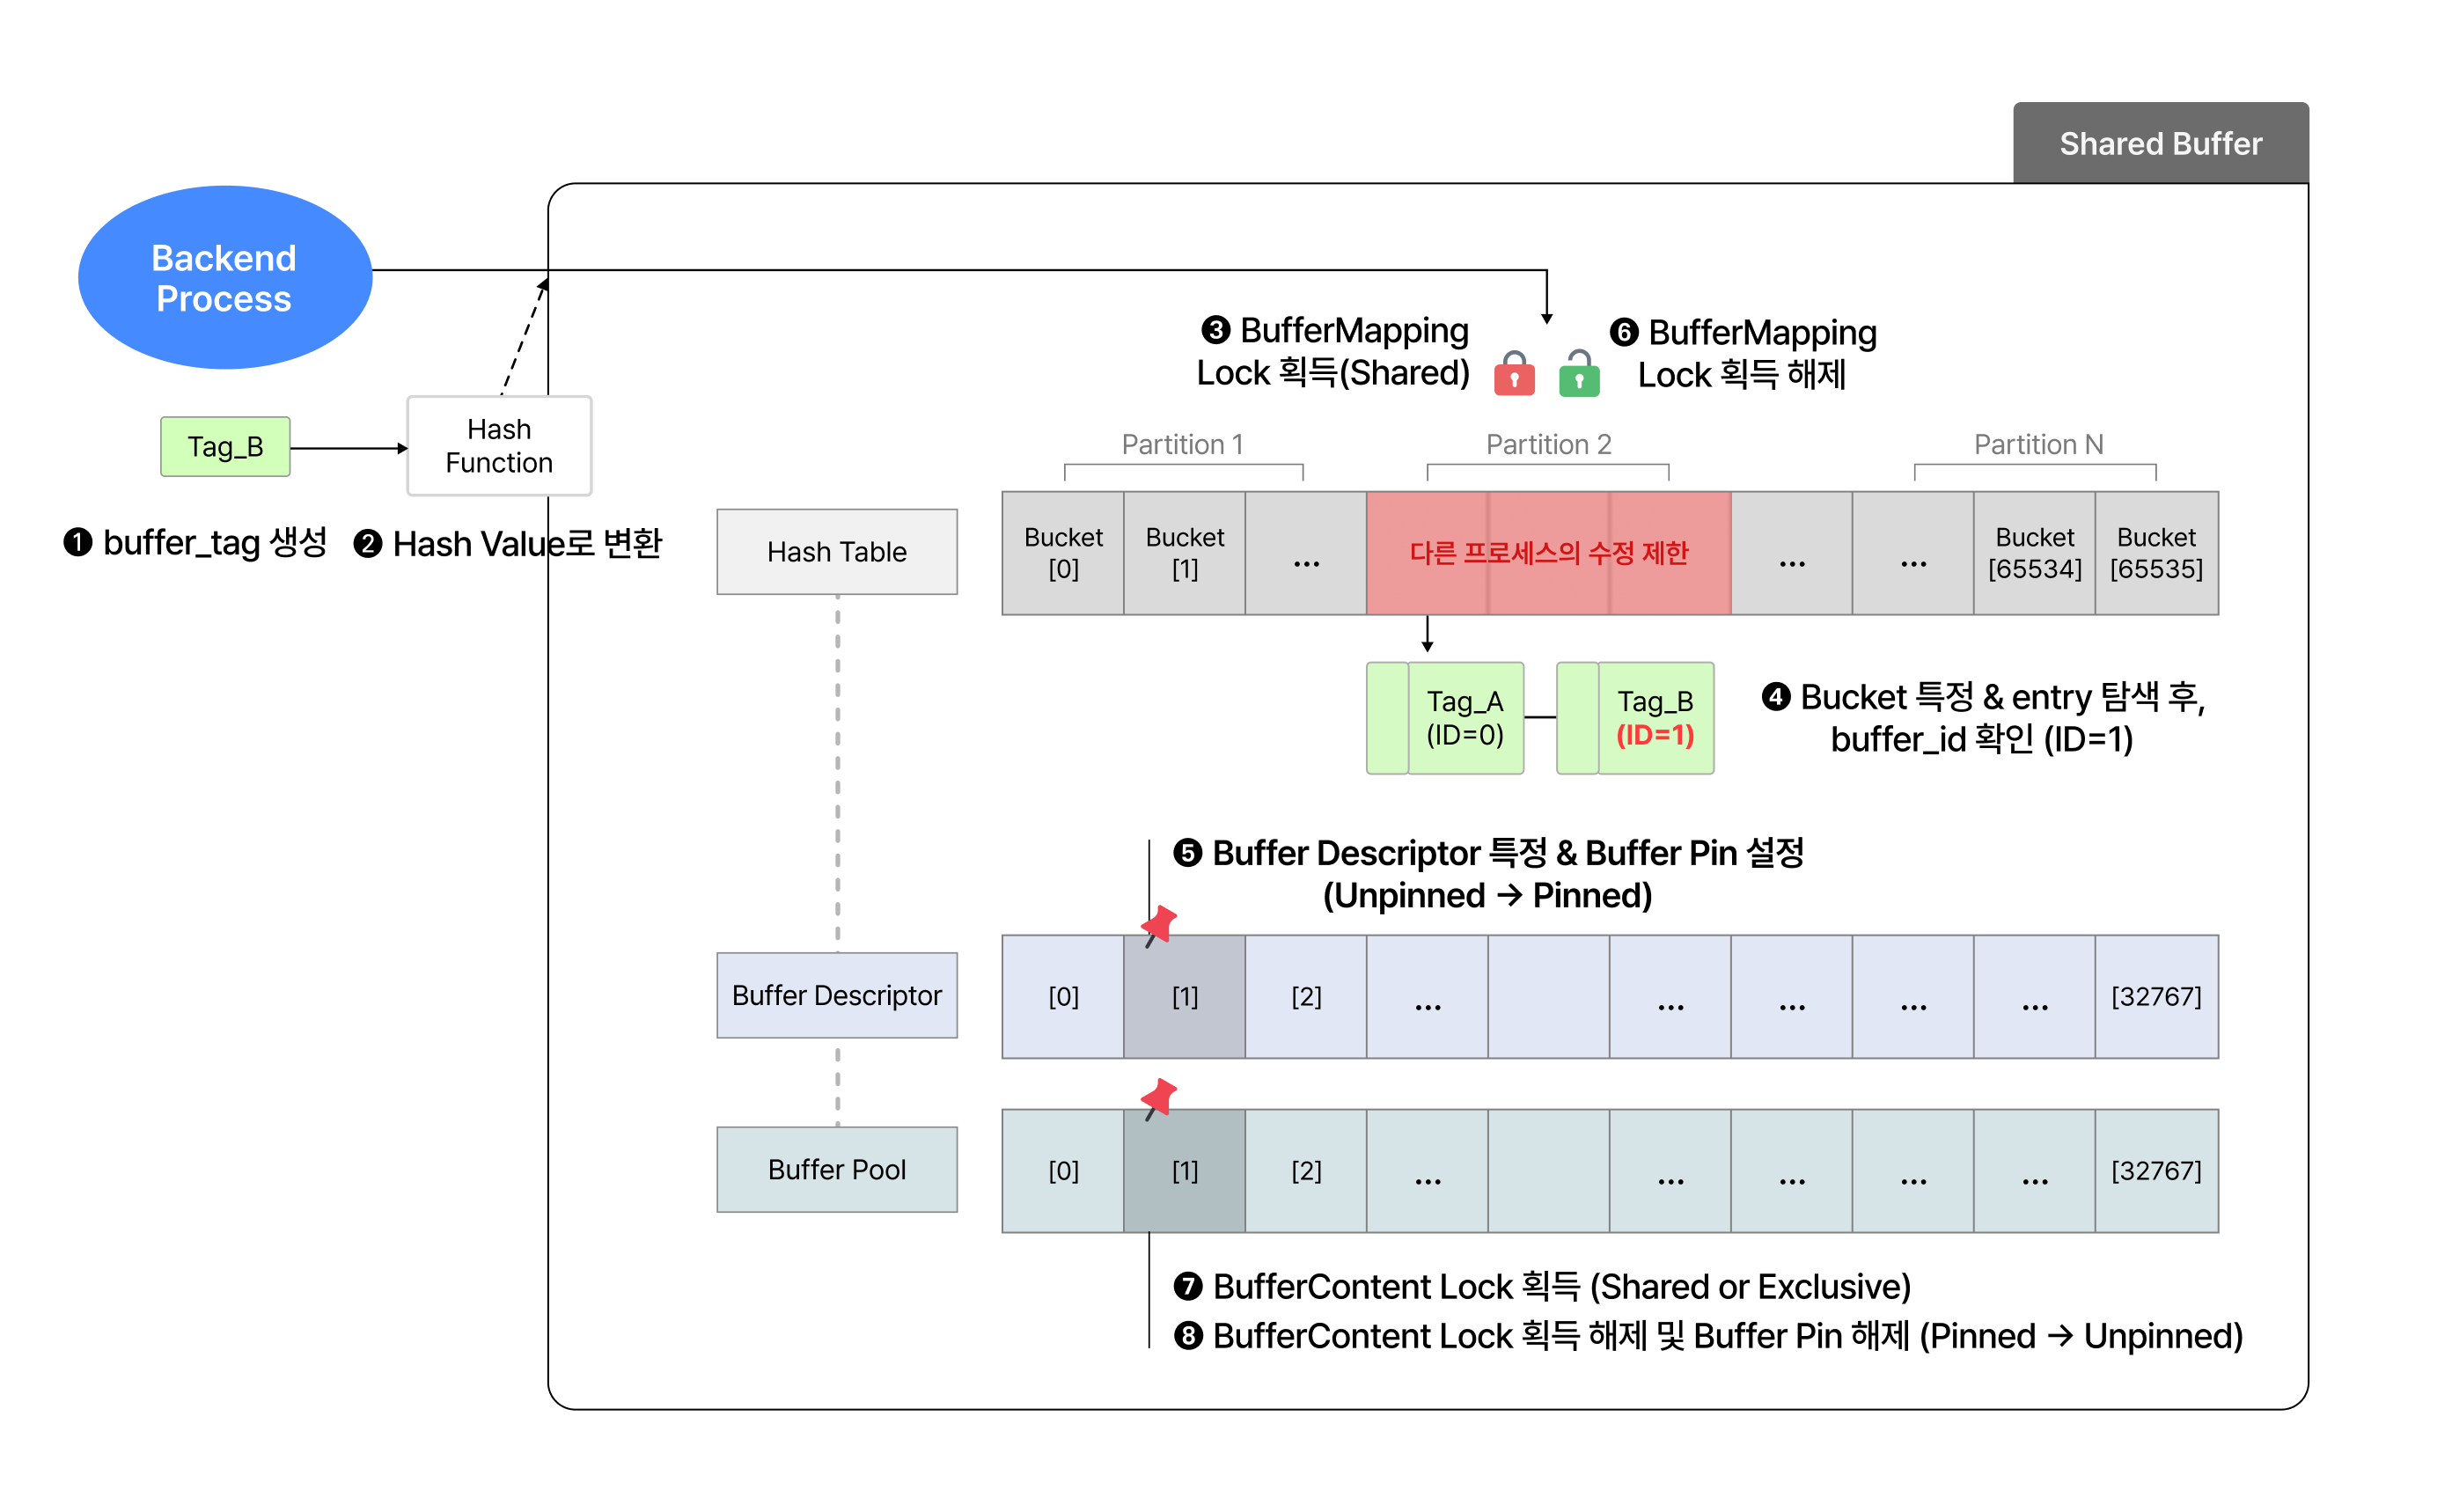 Shared Buffer
Backend
Process
❸ BufferMapping
Lock 획득(Shared)
❻ BufferMapping
Lock 획득 해제
Tag_B
Hash
Function
❶ buffer_tag 생성
❷ Hash Value로 변환
Partition 1
Partition 2
Partition N
Hash Table
Bucket
[0]
Bucket
[1]
...
다른 프로세스의 수정 제한
...
...
Bucket
[65534]
Bucket
[65535]
Tag_A
(ID=0)
Tag_B
(ID=1)
❹ Bucket 특정 & entry 탐색 후,
buffer_id 확인 (ID=1)
❺ Buffer Descriptor 특정 & Buffer Pin 설정
(Unpinned → Pinned)
Buffer Descriptor
[0]
[1]
[2]
...
...
...
...
...
[32767]
Buffer Pool
[0]
[1]
[2]
...
...
...
...
...
[32767]
❼ BufferContent Lock 획득 (Shared or Exclusive)
❽ BufferContent Lock 획득 해제 및 Buffer Pin 해제 (Pinned → Unpinned)